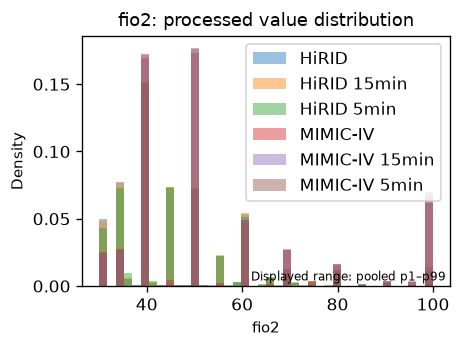 fio2: processed value distribution
Density
0.15
0.10
0.05
0.00
HiRID
HiRID 15min
HiRID 5min
MIMIC-IV
MIMIC-IV 15min
MIMIC-IV 5min
Displayed range: pooled p1–p99
40
60
80
100
fio2